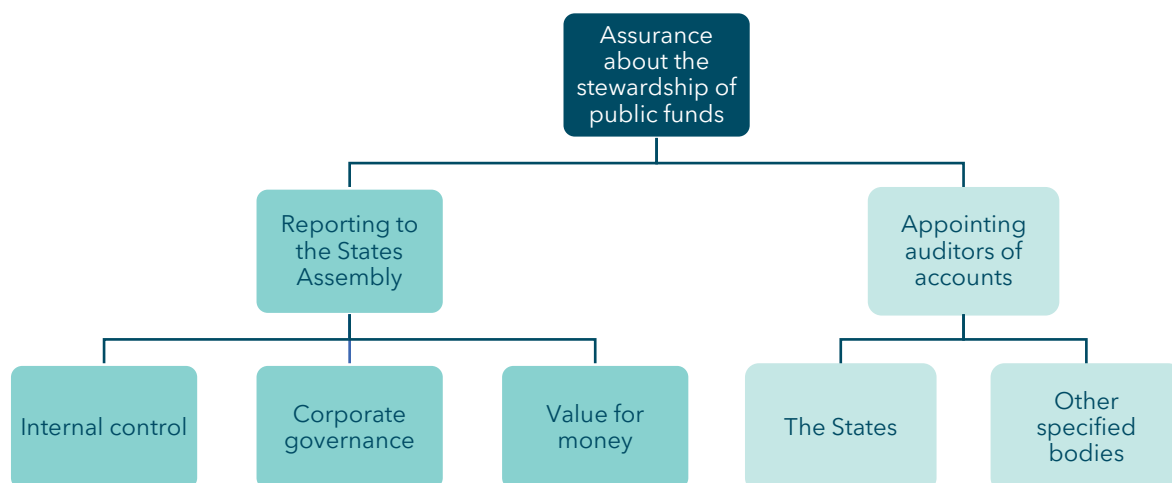 Assurance
about the
stewardship of
public funds
Reporting to
the States
Assembly
Appointing
auditors of
accounts
Internal control
Corporate
governance
Value for
money
The States
Other
specified
bodies